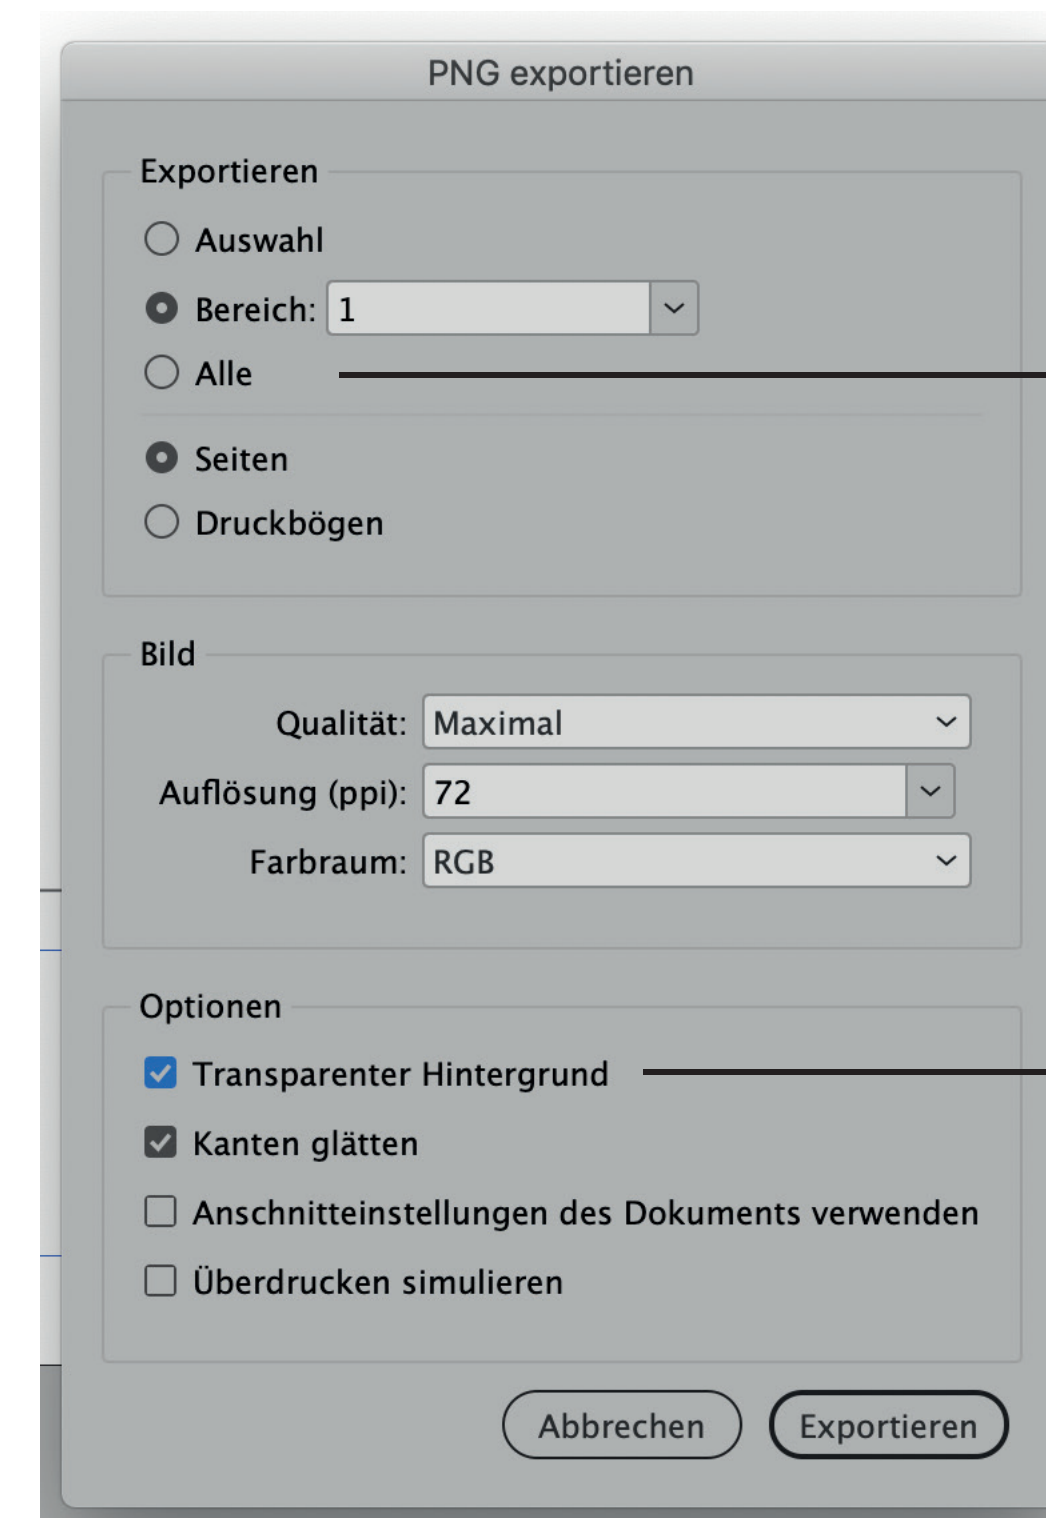 PNG exportieren
Exportieren
Auswahl
Bereich: 1
Alle
Seiten
Druckbögen
Bild
Qualität: Maximal
Auflösung (ppi): 72
Farbraum: RGB
Optionen
Transparenter Hintergrund
Kanten glätten
Anschnitteinstellungen des Dokuments verwenden
Überdrucken simulieren
Abbrechen Exportieren